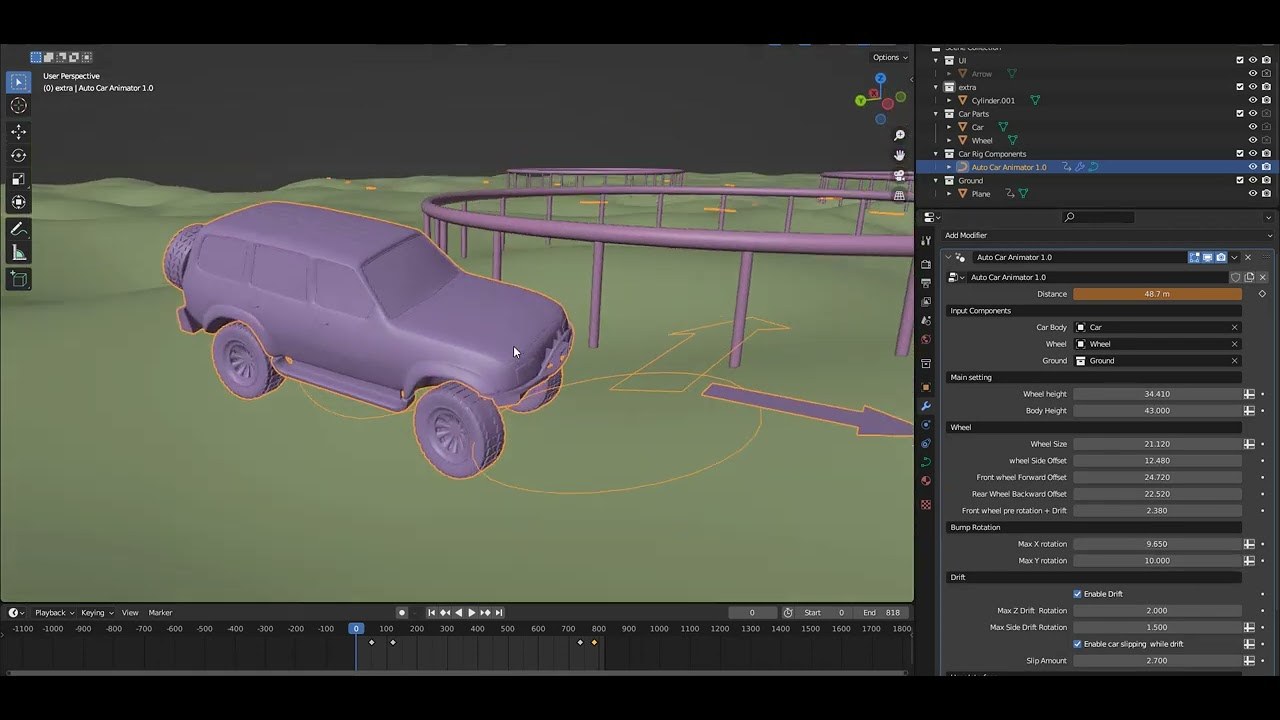 Scene Collection
Options
User Perspective
(0) extra | Auto Car Animator 1.0
Z
X
Y
UI
Arrow
extra
Cylinder.001
Car Parts
Car
Wheel
Car Rig Components
Auto Car Animator 1.0
Ground
Plane
Add Modifier
Auto Car Animator 1.0
Auto Car Animator 1.0
Distance 48.7 m
Input Components
Car Body Car
Wheel Wheel
Ground Ground
Main setting
Wheel height 34.410
Body Height 43.000
Wheel
Wheel Size 21.120
wheel Side Offset 12.480
Front wheel Forward Offset 24.720
Rear Wheel Backward Offset 22.520
Front wheel pre rotation + Drift 2.380
Bump Rotation
Max X rotation 9.650
Max Y rotation 10.000
Drift
Enable Drift
Max Z Drift Rotation 2.000
Max Side Drift Rotation 1.500
Enable car slipping while drift
Slip Amount 2.700
Playback Keying View Marker 0 Start 0 End 818
-1100 -1000 -900 -800 -700 -600 -500 -400 -300 -200 -100 0 100 200 300 400 500 600 700 800 900 1000 1100 1200 1300 1400 1500 1600 1700 1800